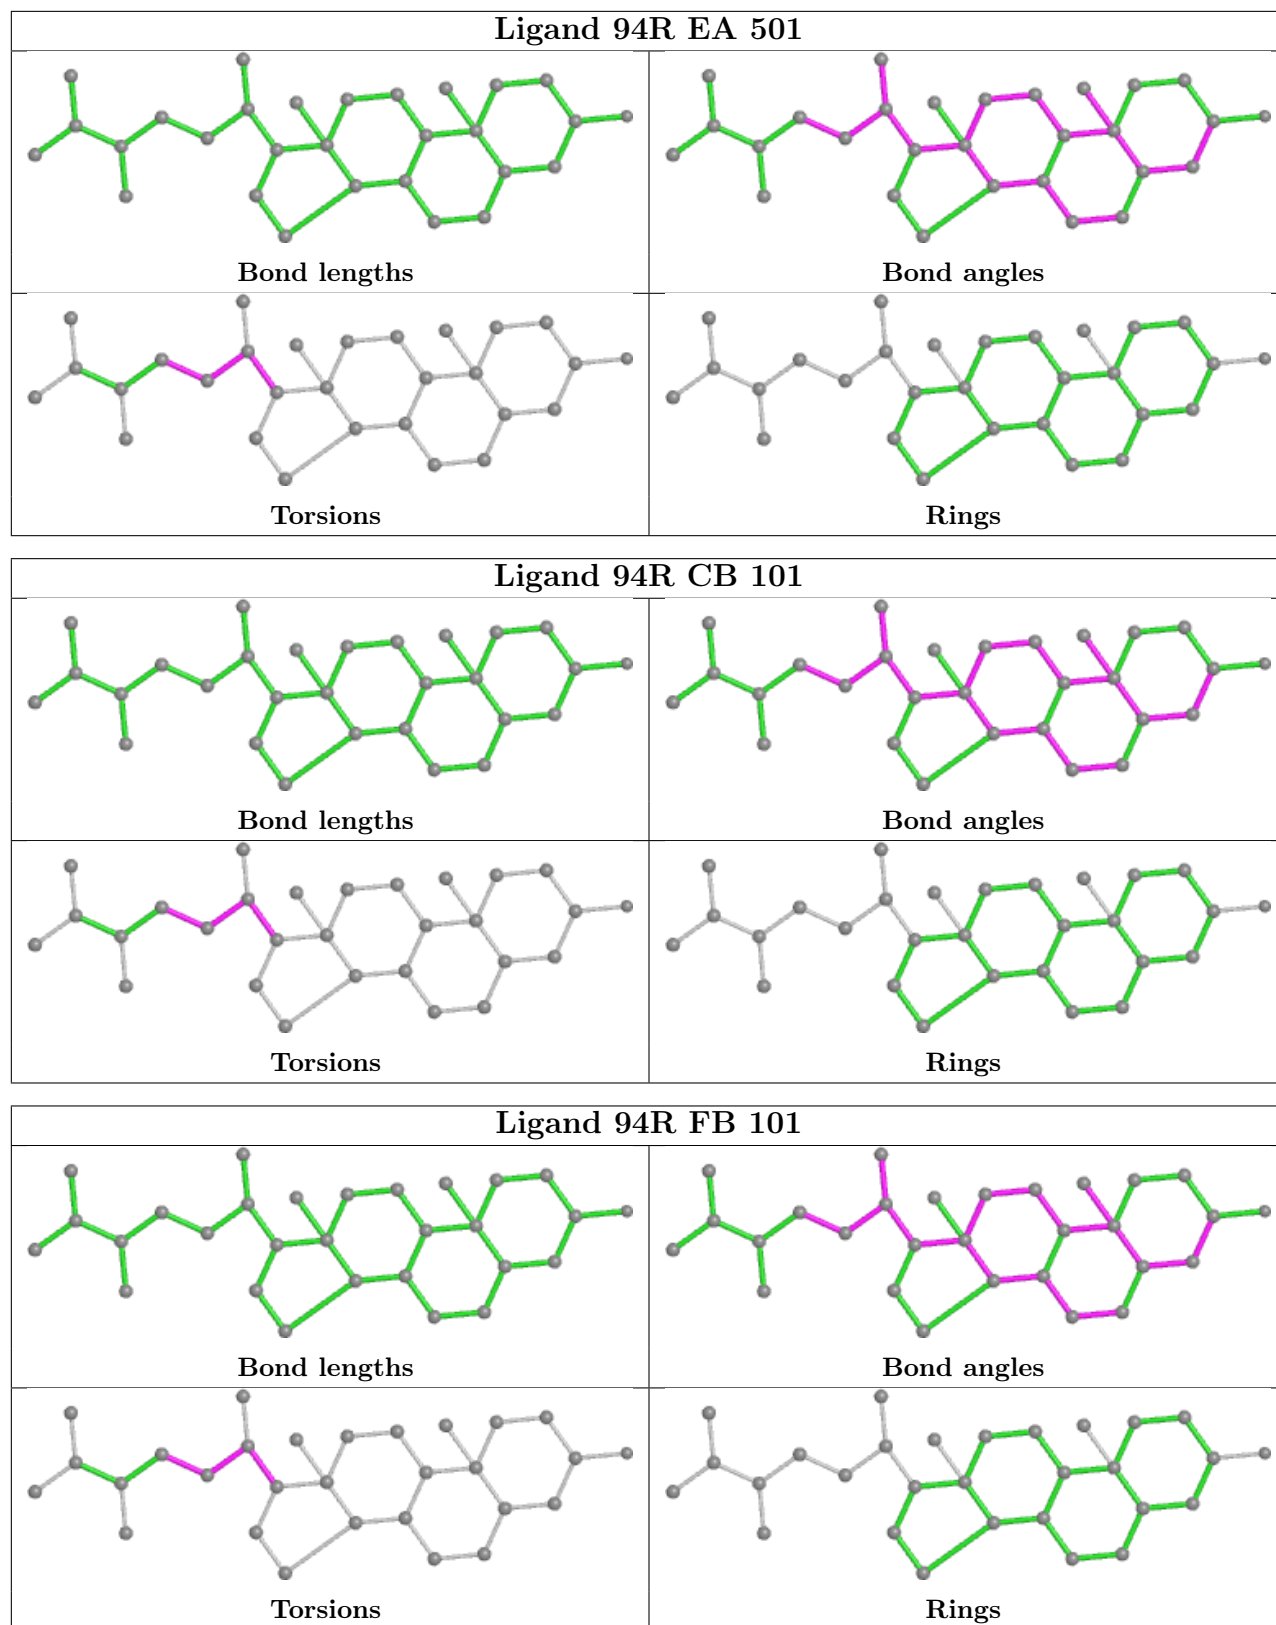 Ligand 94R EA 501
Bond lengths
Bond angles
Torsions
Rings
Ligand 94R CB 101
Bond lengths
Bond angles
Torsions
Rings
Ligand 94R FB 101
Bond lengths
Bond angles
Torsions
Rings